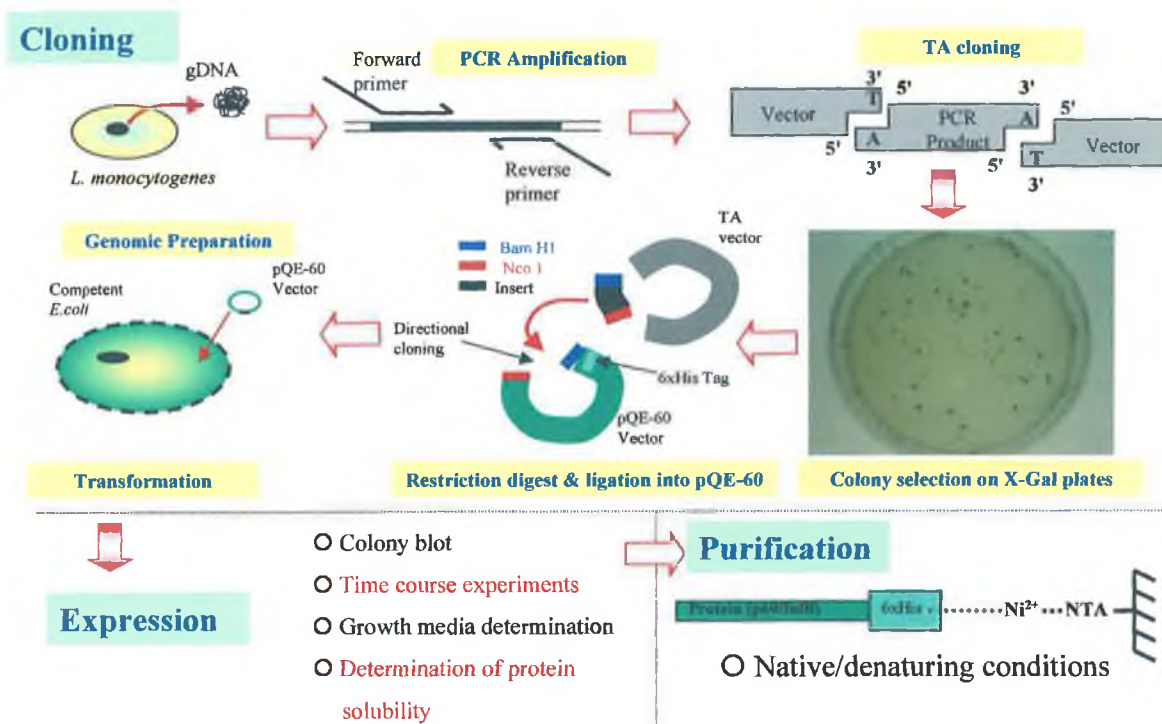 Cloning
gDNA
L. monocytogenes
Forward
primer
PCR Amplification
Reverse
primer
TA cloning
3'
5'
3'
5'
T
A
Vector
PCR
Product
Vector
A
T
5'
3'
5'
3'
Genomic Preparation
Competent
E.coli
pQE-60
Vector
Transformation
Bam H1
Nco 1
Insert
TA
vector
Directional
cloning
6xHis Tag
pQE-60
Vector
Restriction digest & ligation into pQE-60
Colony selection on X-Gal plates
Expression
O Colony blot
O Time course experiments
O Growth media determination
O Determination of protein
solubility
Purification
Protein
6xHis
Ni²⁺
NTA
O Native/denaturing conditions